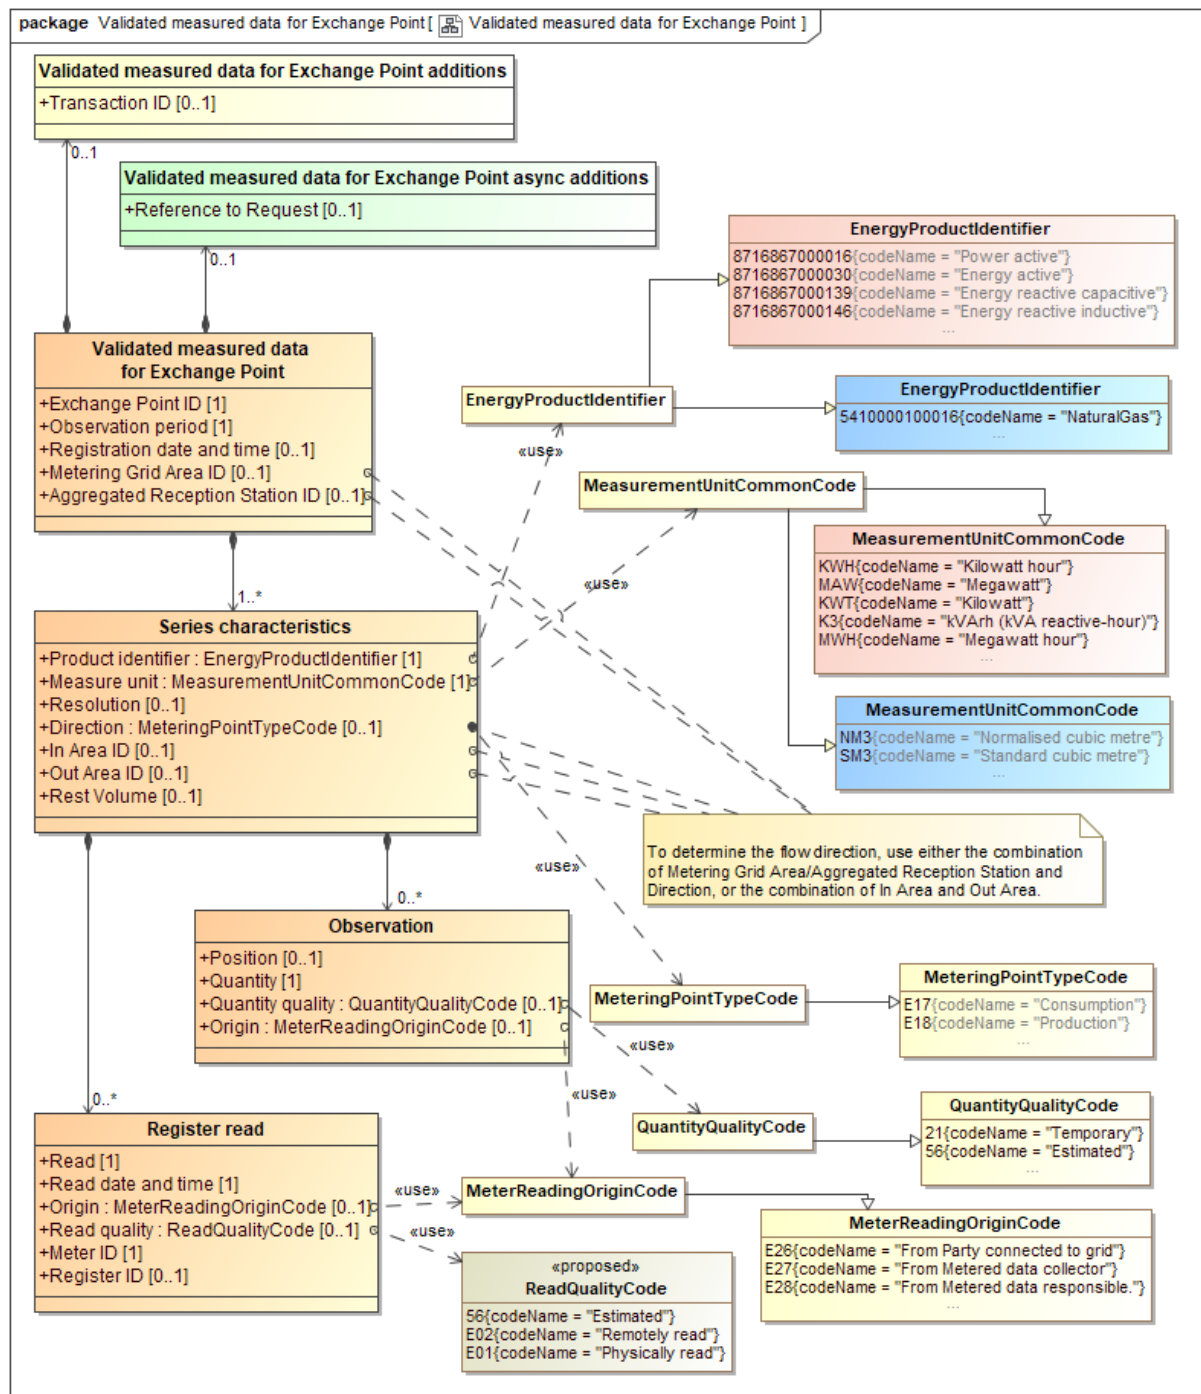 package Validated measured data for Exchange Point [ Validated measured data for Exchange Point ]
Validated measured data for Exchange Point additions
+Transaction ID [0..1]
0..1
Validated measured data for Exchange Point async additions
+Reference to Request [0..1]
0..1
Validated measured data
for Exchange Point
+Exchange Point ID [1]
+Observation period [1]
+Registration date and time [0..1]
+Metering Grid Area ID [0..1]
+Aggregated Reception Station ID [0..1]
1..*
EnergyProductIdentifier
8716867000016{codeName = "Power active"}
8716867000030{codeName = "Energy active"}
8716867000139{codeName = "Energy reactive capacitive"}
8716867000146{codeName = "Energy reactive inductive"}
...
EnergyProductIdentifier
EnergyProductIdentifier
5410000100016{codeName = "NaturalGas"}
...
«use»
MeasurementUnitCommonCode
«use»
MeasurementUnitCommonCode
KWH{codeName = "Kilowatt hour"}
MAW{codeName = "Megawatt"}
KWT{codeName = "Kilowatt"}
K3{codeName = "kVArh (kVA reactive-hour)"}
MWH{codeName = "Megawatt hour"}
...
MeasurementUnitCommonCode
NM3{codeName = "Normalised cubic metre"}
SM3{codeName = "Standard cubic metre"}
...
Series characteristics
+Product identifier : EnergyProductIdentifier [1]
+Measure unit : MeasurementUnitCommonCode [1]
+Resolution [0..1]
+Direction : MeteringPointTypeCode [0..1]
+In Area ID [0..1]
+Out Area ID [0..1]
+Rest Volume [0..1]
To determine the flow direction, use either the combination
of Metering Grid Area/Aggregated Reception Station and
Direction, or the combination of In Area and Out Area.
«use»
0..*
Observation
+Position [0..1]
+Quantity [1]
+Quantity quality : QuantityQualityCode [0..1]
+Origin : MeterReadingOriginCode [0..1]
MeteringPointTypeCode
MeteringPointTypeCode
E17{codeName = "Consumption"}
E18{codeName = "Production"}
...
«use»
«use»
QuantityQualityCode
QuantityQualityCode
21{codeName = "Temporary"}
56{codeName = "Estimated"}
...
0..*
Register read
+Read [1]
+Read date and time [1]
+Origin : MeterReadingOriginCode [0..1]
+Read quality : ReadQualityCode [0..1]
+Meter ID [1]
+Register ID [0..1]
«use»
«use»
MeterReadingOriginCode
MeterReadingOriginCode
E26{codeName = "From Party connected to grid"}
E27{codeName = "From Metered data collector"}
E28{codeName = "From Metered data responsible."}
...
«proposed»
ReadQualityCode
56{codeName = "Estimated"}
E02{codeName = "Remotely read"}
E01{codeName = "Physically read"}